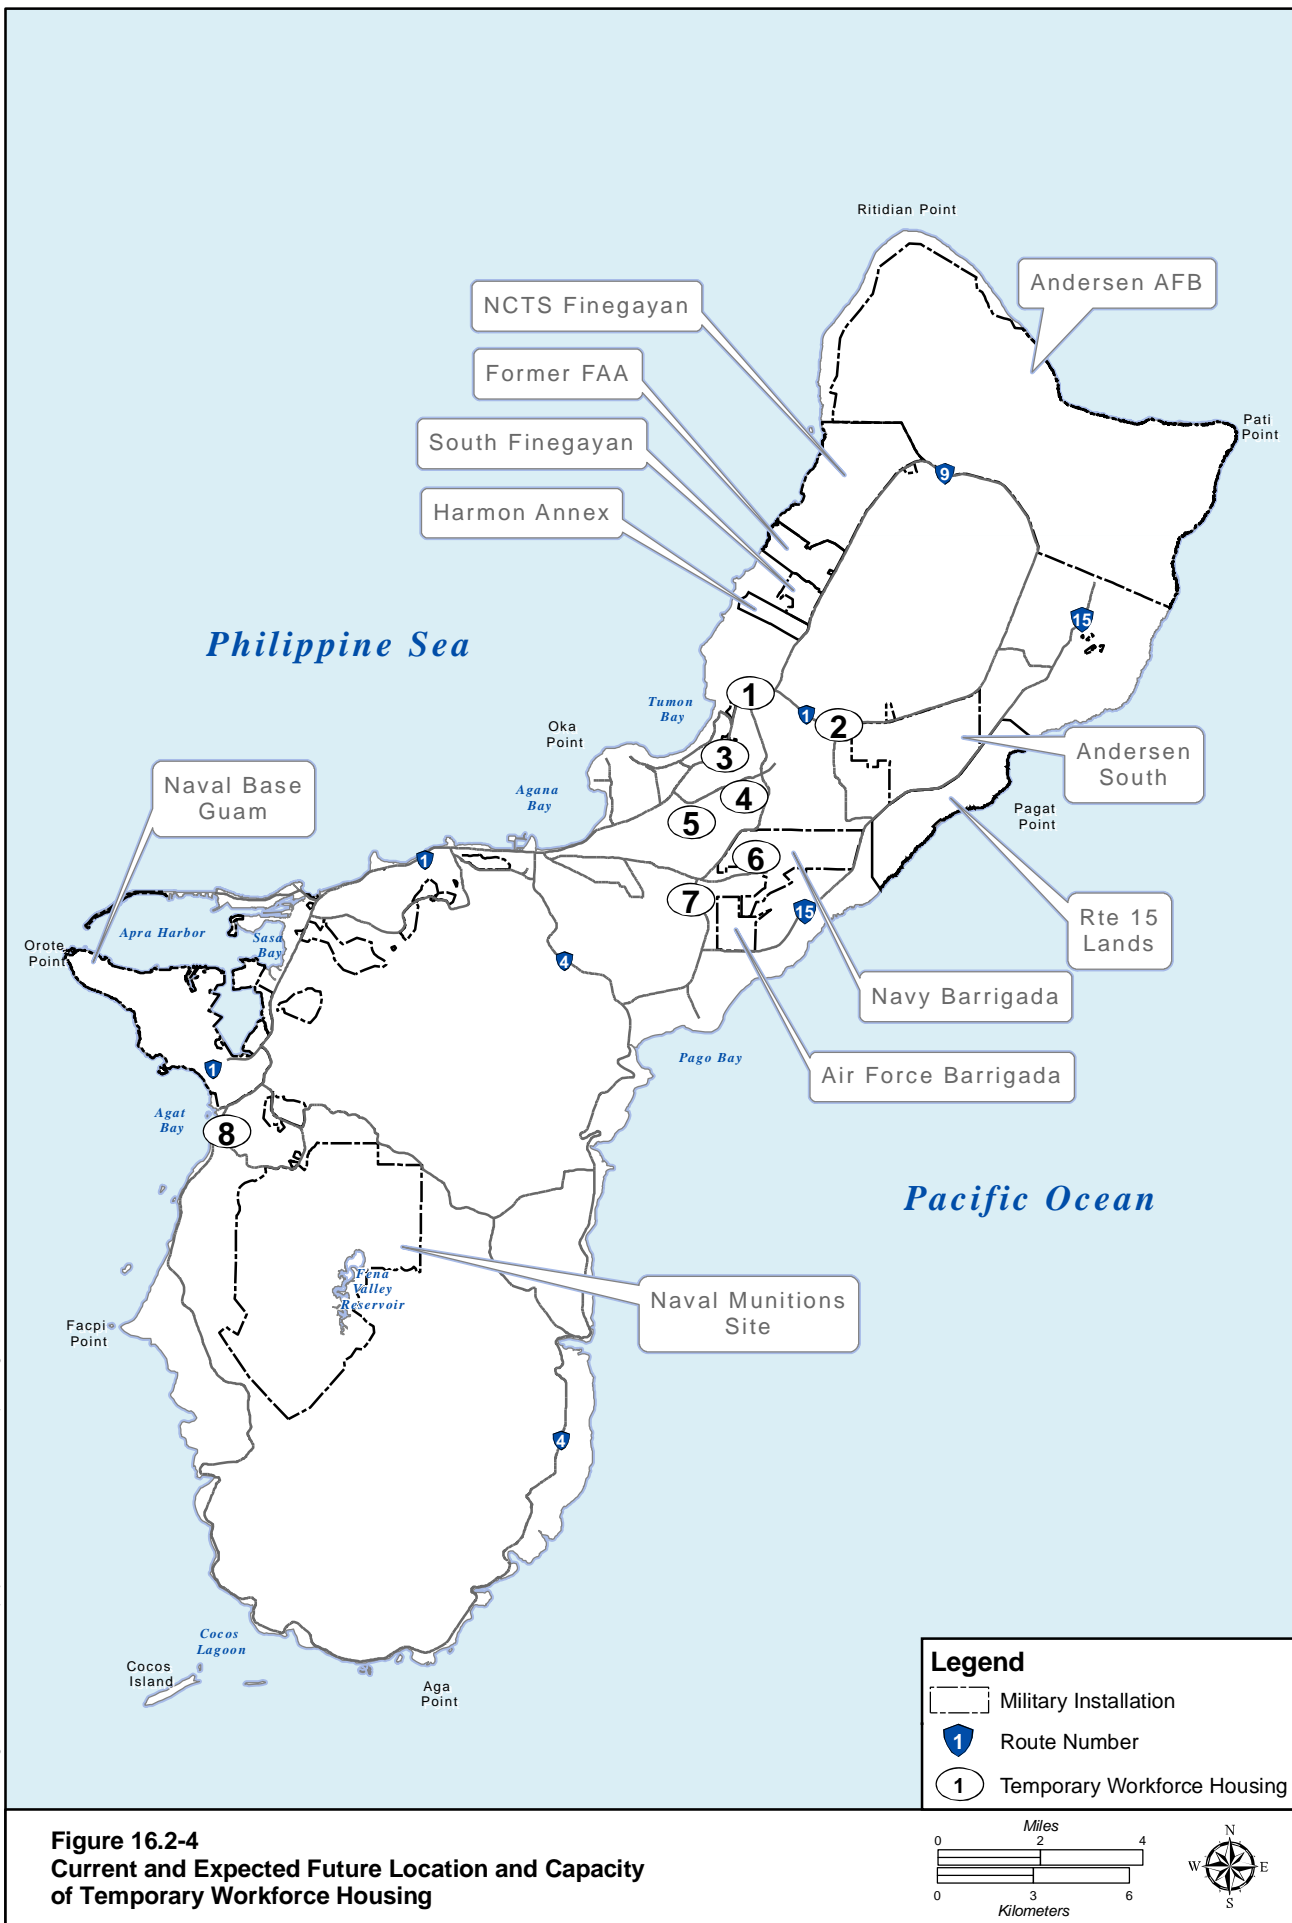 Ritidian Point
Andersen AFB
NCTS Finegayan
Former FAA
South Finegayan
Harmon Annex
Pati
Point
9
15
Philippine Sea
Tumon
Bay
1
1
2
Oka
Point
3
Andersen
South
Naval Base
Guam
Agana
Bay
4
5
Pagat
Point
1
6
7
15
Rte 15
Lands
Apra Harbor
Sasa
Bay
Orote
Point
4
Navy Barrigada
Pago Bay
1
Air Force Barrigada
Agat
Bay
8
Pacific Ocean
Fena
Valley
Reservoir
Naval Munitions
Site
Facpi
Point
4
Cocos
Lagoon
Cocos
Island
Aga
Point
Legend
Military Installation
1 Route Number
1 Temporary Workforce Housing
Figure 16.2-4
Current and Expected Future Location and Capacity
of Temporary Workforce Housing
Miles
0 2 4
0 3 6
Kilometers
N
W E
S